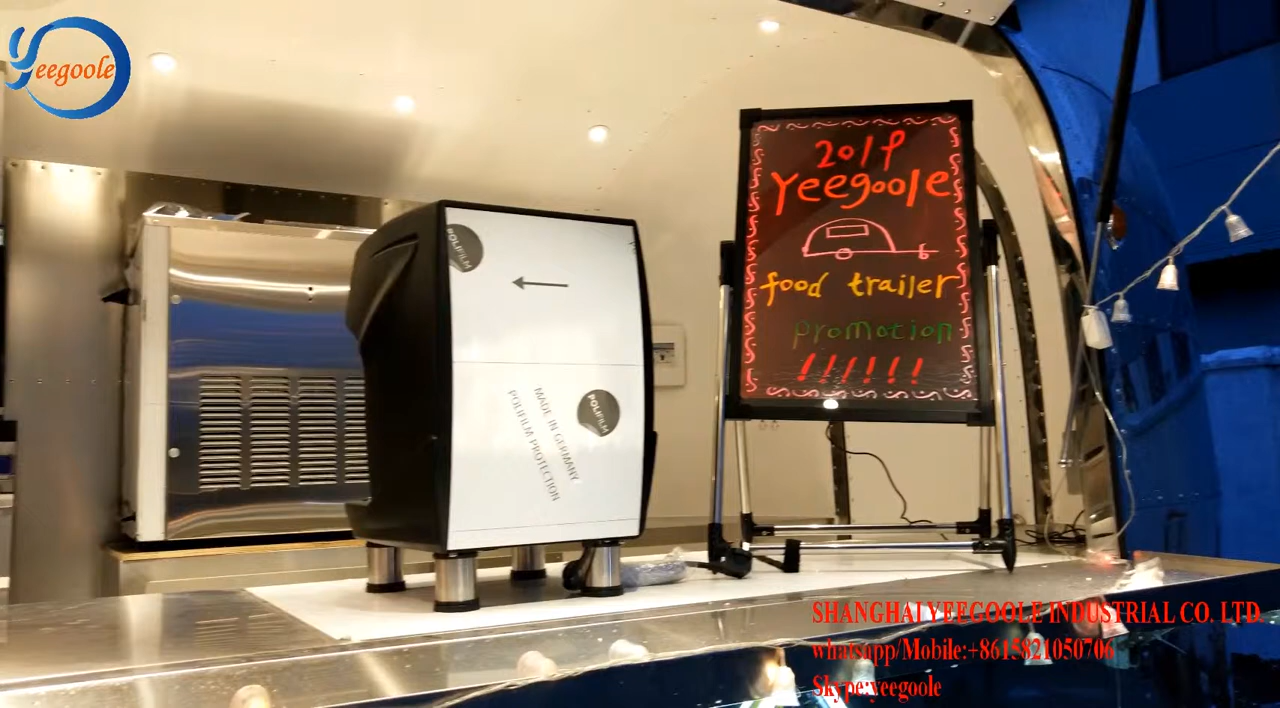 Yeegoole
POLIFILM
2019
Yeegoole
food trailer
promotion
!!!!!!
MADE IN GERMANY
POLIFILM PROTECTION
POLIFILM
SHANGHAI YEEGOOLE INDUSTRIAL CO. LTD.
whatsupp/Mobile:+8615821050706
Skype:yeegoole